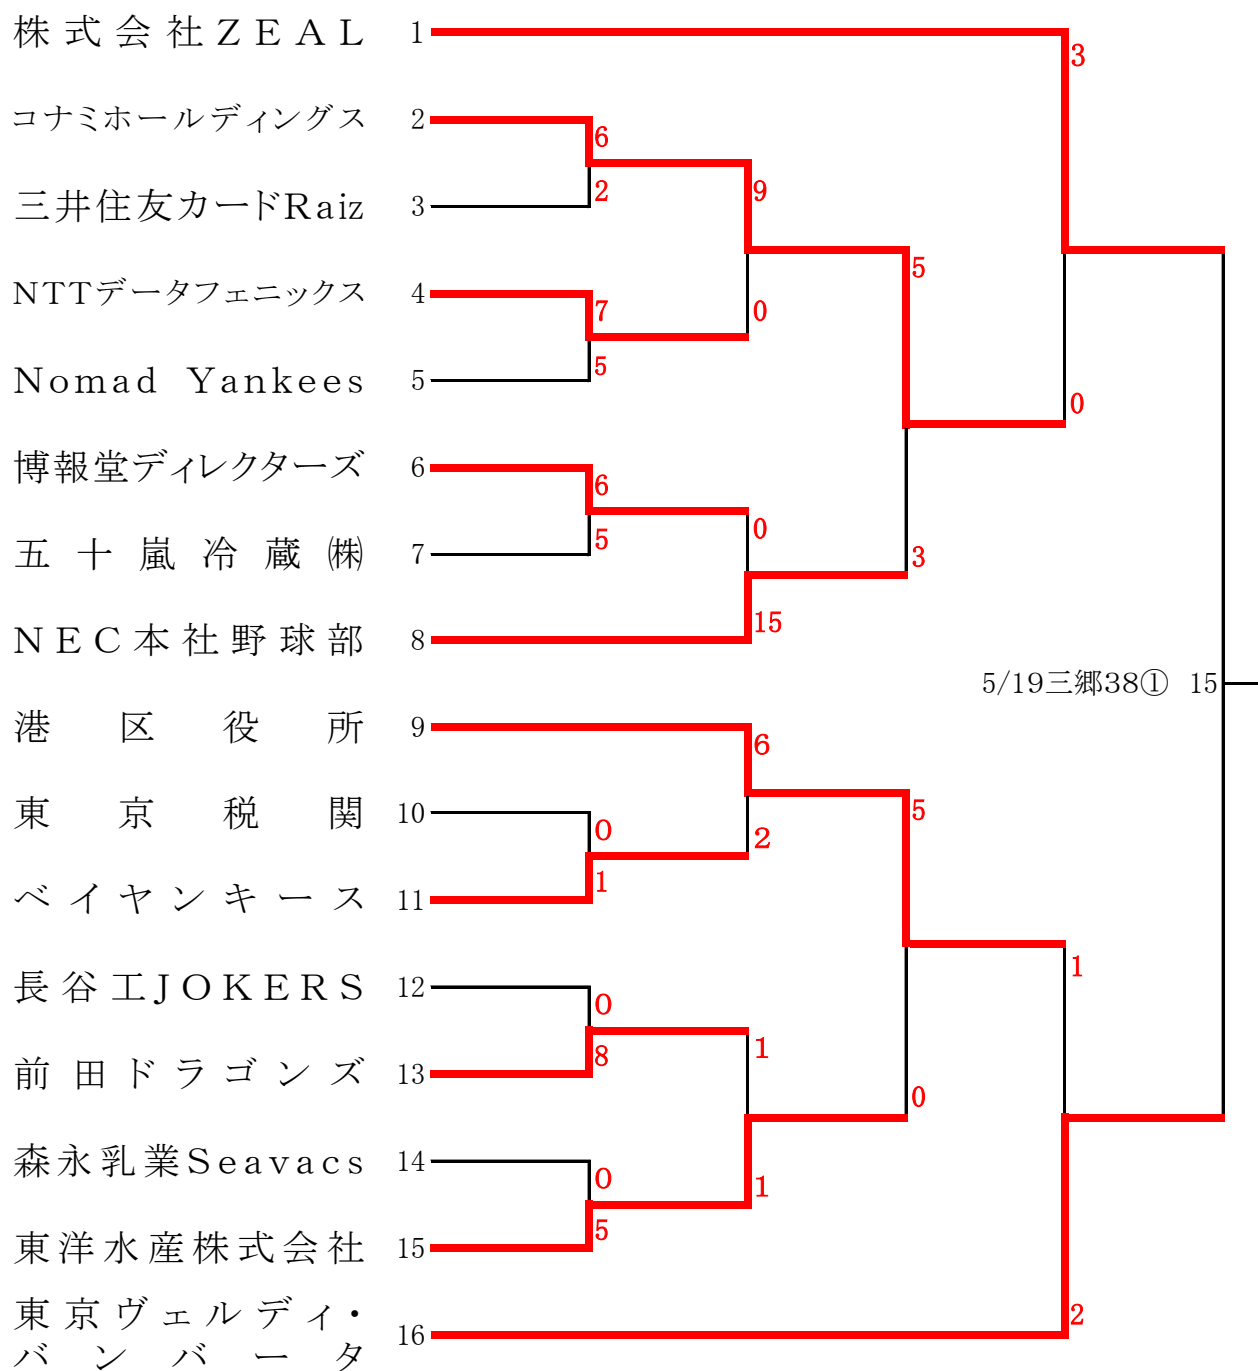 株式会社ZEAL 1
3
コナミホールディングス 2
6
三井住友カードRaiz 3
2
9
NTTデータフェニックス 4
7
0
5
Nomad Yankees 5
5
0
博報堂ディレクターズ 6
6
0
五十嵐冷蔵㈱ 7
5
3
NEC本社野球部 8
15
5/19三郷38① 15
港区役所 9
6
東京税関 10
0
2
5
ベイヤンキース 11
1
長谷工JOKERS 12
0
1
1
前田ドラゴンズ 13
8
0
森永乳業Seavacs 14
0
1
東洋水産株式会社 15
5
東京ヴェルディ・
バンバータ 16
2